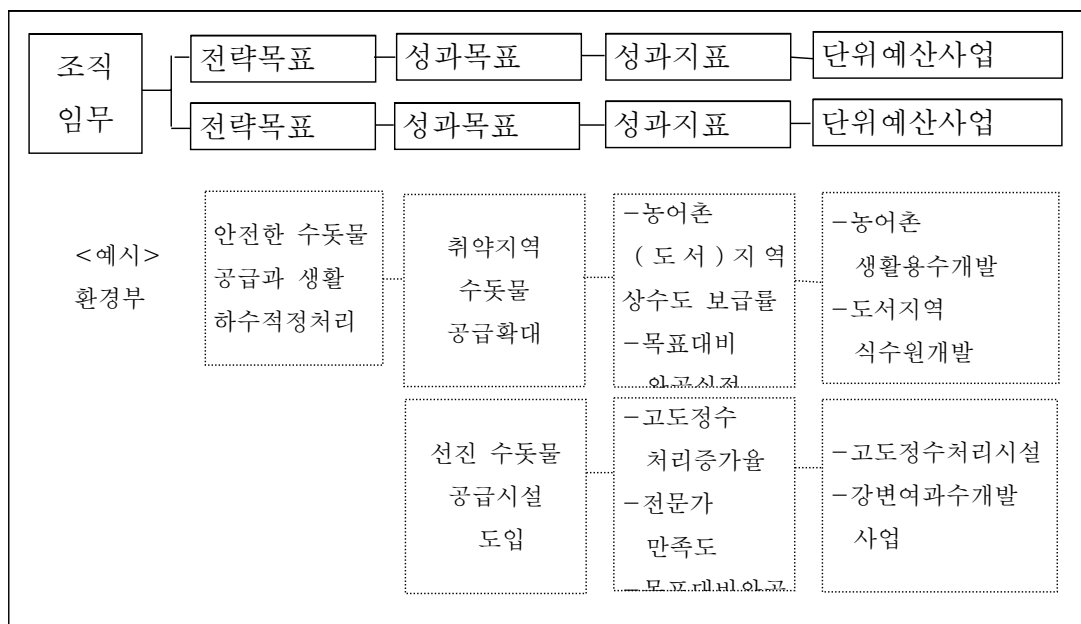 조직
임무
전략목표
성과목표
성과지표
단위예산사업
전략목표
성과목표
성과지표
단위예산사업
<예시>
환경부
안전한 수돗물
공급과 생활
하수적정처리
취약지역
수돗물
공급확대
-농어촌
(도서)지역
상수도 보급률
-목표대비
-농어촌
생활용수개발
-도서지역
식수원개발
선진 수돗물
공급시설
도입
-고도정수
처리증가율
-전문가
만족도
-고도정수처리시설
-강변여과수개발
사업